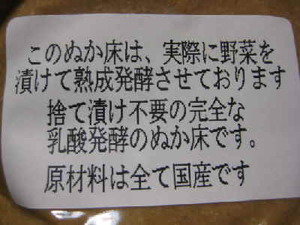 このぬか床は、実際に野菜を
漬けて熟成発酵させております
捨て漬け不要の完全な
乳酸発酵のぬか床です。
原材料は全て国産です